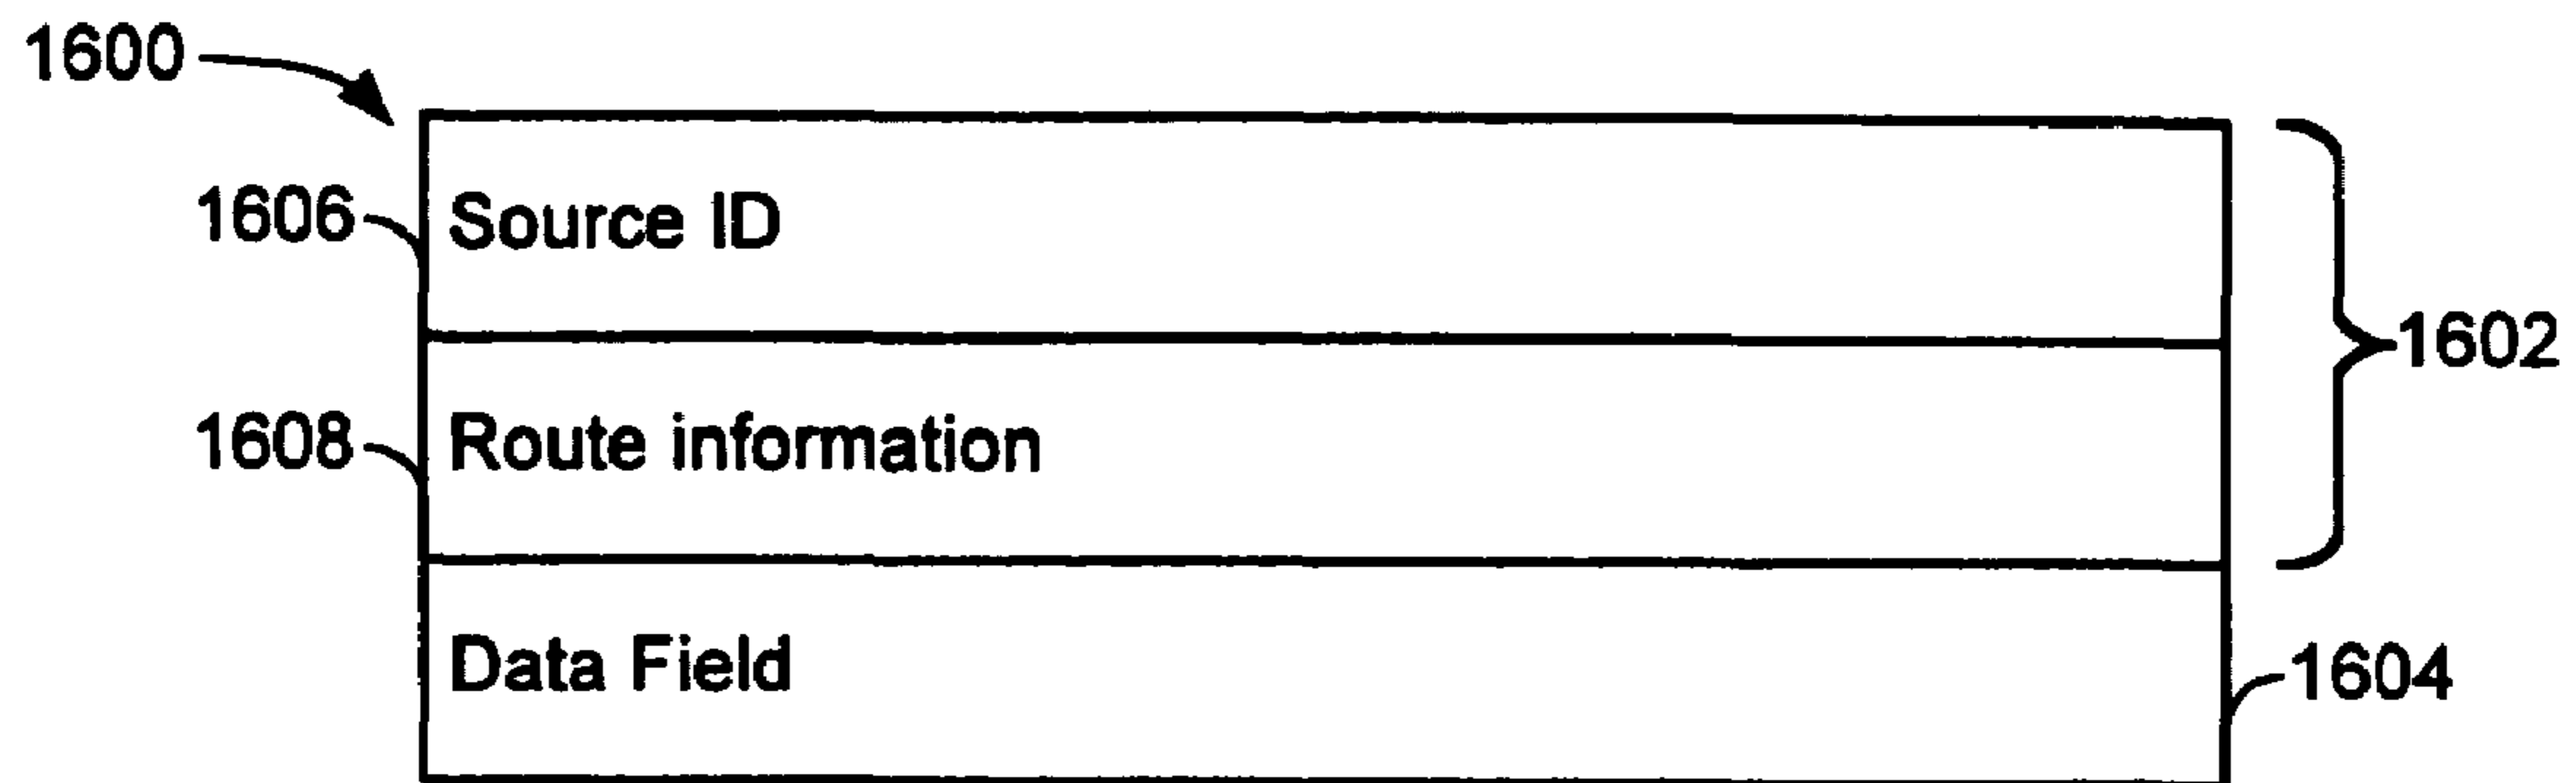 1600
1606 Source ID
1602
1608 Route information
Data Field 1604